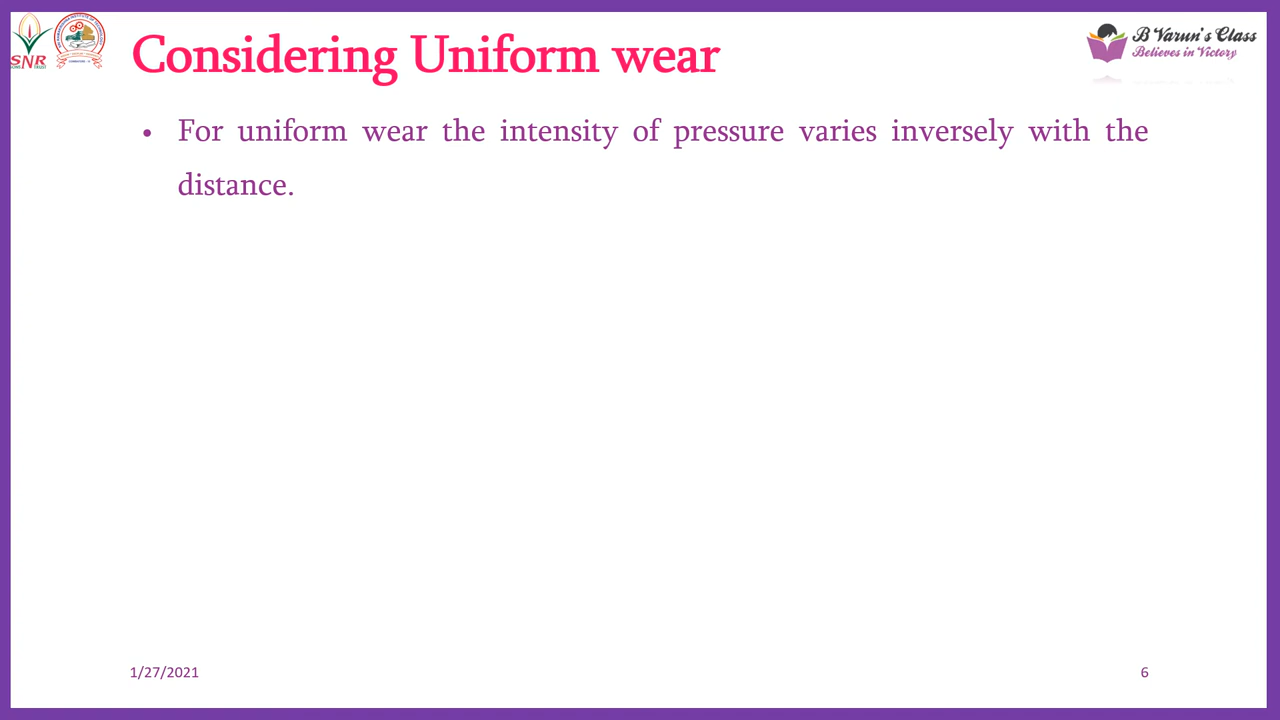 SNR
Considering Uniform wear
B Varun's Class
Believes in Victory
• For uniform wear the intensity of pressure varies inversely with the
distance.
1/27/2021
6